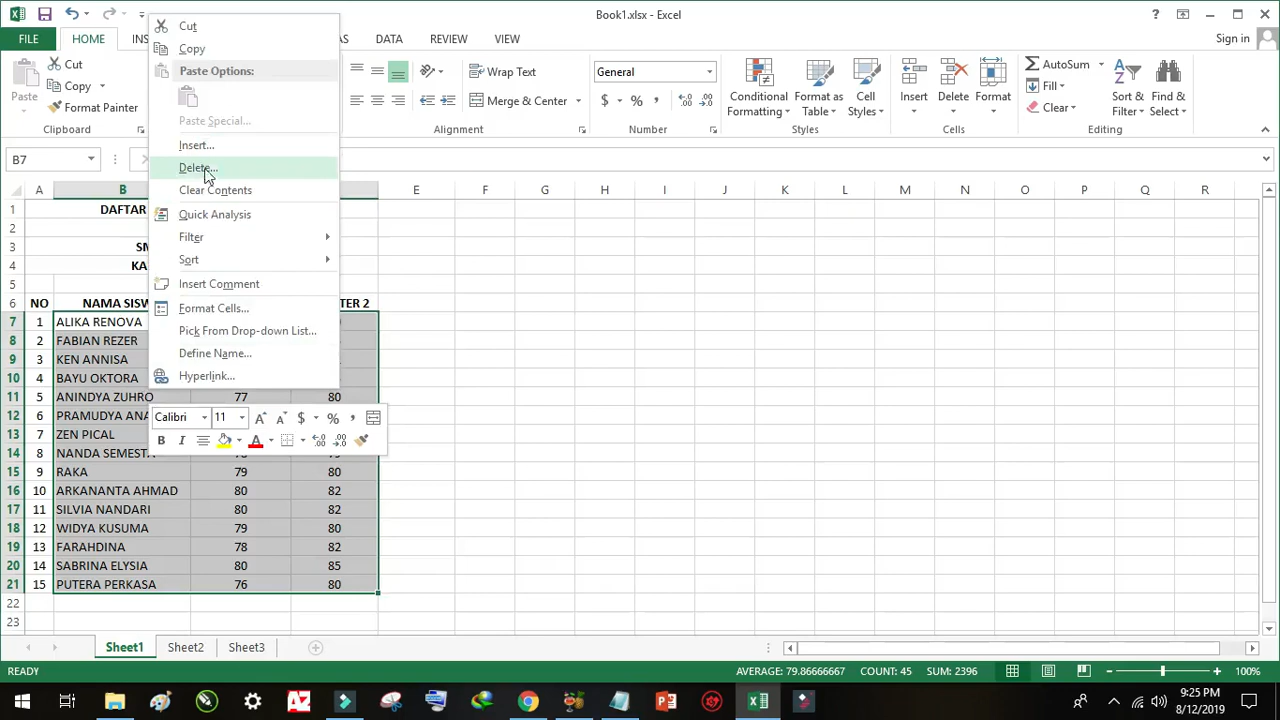 Book1.xlsx - Excel
FILE
HOME
INS
AS
DATA
REVIEW
VIEW
Sign in
Paste
Cut
Copy
Format Painter
Clipboard
Wrap Text
Merge & Center
Alignment
General
$ % ,
Number
Conditional Formatting
Format as Table
Cell Styles
Styles
Insert
Delete
Format
Cells
AutoSum
Fill
Clear
Sort & Filter
Find & Select
Editing
Cut
Copy
Paste Options:
Paste Special...
Insert...
Delete...
Clear Contents
Quick Analysis
Filter
Sort
Insert Comment
Format Cells...
Pick From Drop-down List...
Define Name...
Hyperlink...
Calibri 11 $ % ,
B I A
B7
A B E F G H I J K L M N O P Q R
1 DAFTAR
2
3 SM
4 KA
5
6 NO NAMA SISW TER 2
7 1 ALIKA RENOVA
8 2 FABIAN REZER
9 3 KEN ANNISA
10 4 BAYU OKTORA
11 5 ANINDYA ZUHRO 77 80
12 6 PRAMUDYA ANA
13 7 ZEN PICAL
14 8 NANDA SEMESTA
15 9 RAKA 79 80
16 10 ARKANANTA AHMAD 80 82
17 11 SILVIA NANDARI 80 82
18 12 WIDYA KUSUMA 79 80
19 13 FARAHDINA 78 82
20 14 SABRINA ELYSIA 80 85
21 15 PUTERA PERKASA 76 80
22
23
Sheet1
Sheet2
Sheet3
READY
AVERAGE: 79.86666667 COUNT: 45 SUM: 2396
100%
9:25 PM
8/12/2019